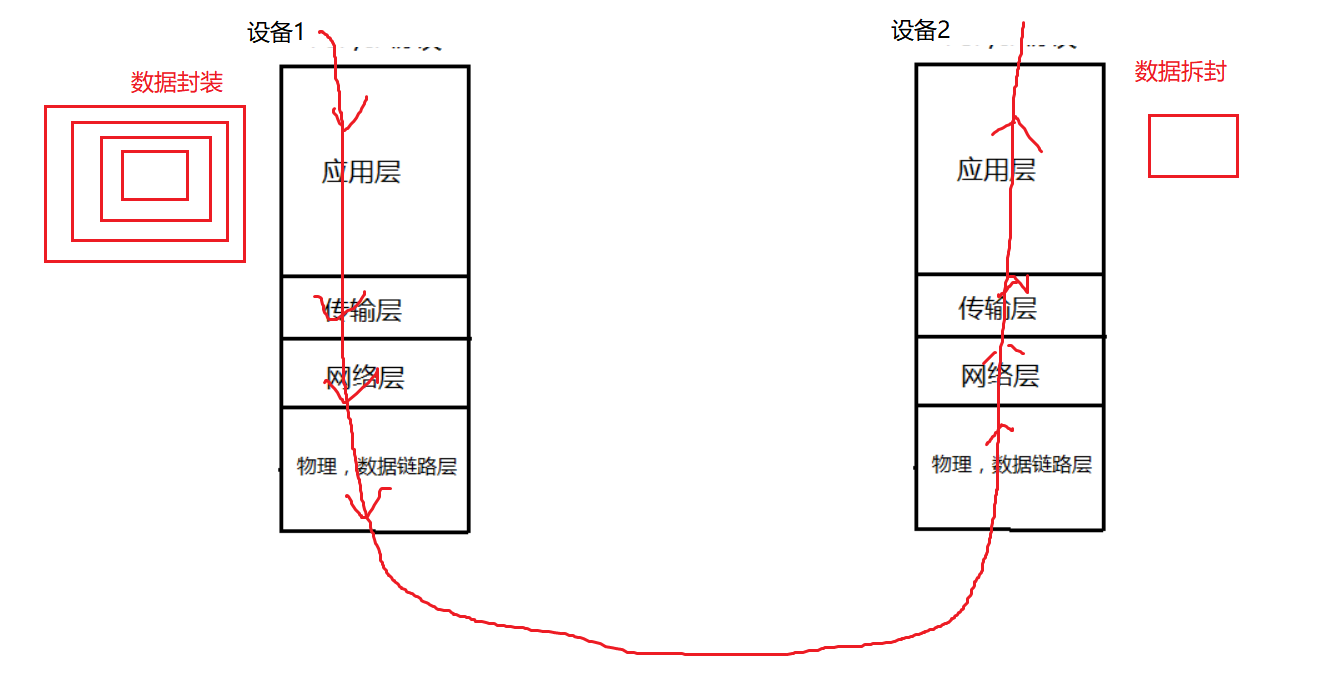 设备1
数据封装
应用层
传输层
网络层
物理，数据链路层
设备2
数据拆封
应用层
传输层
网络层
物理，数据链路层